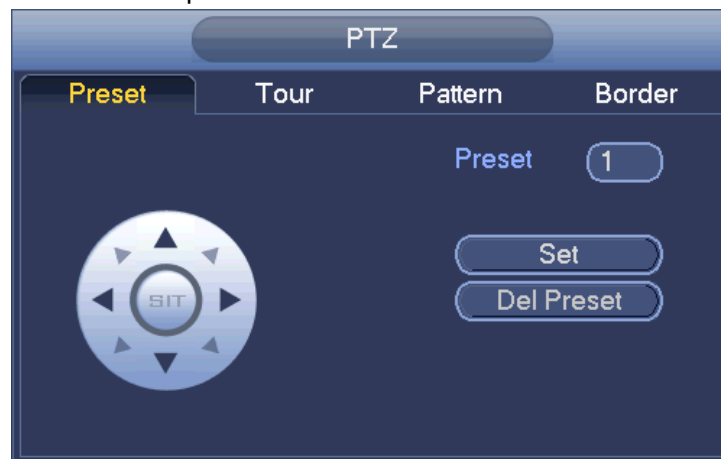 PTZ
Preset Tour Pattern Border
Preset 1
Set
SIT
Del Preset